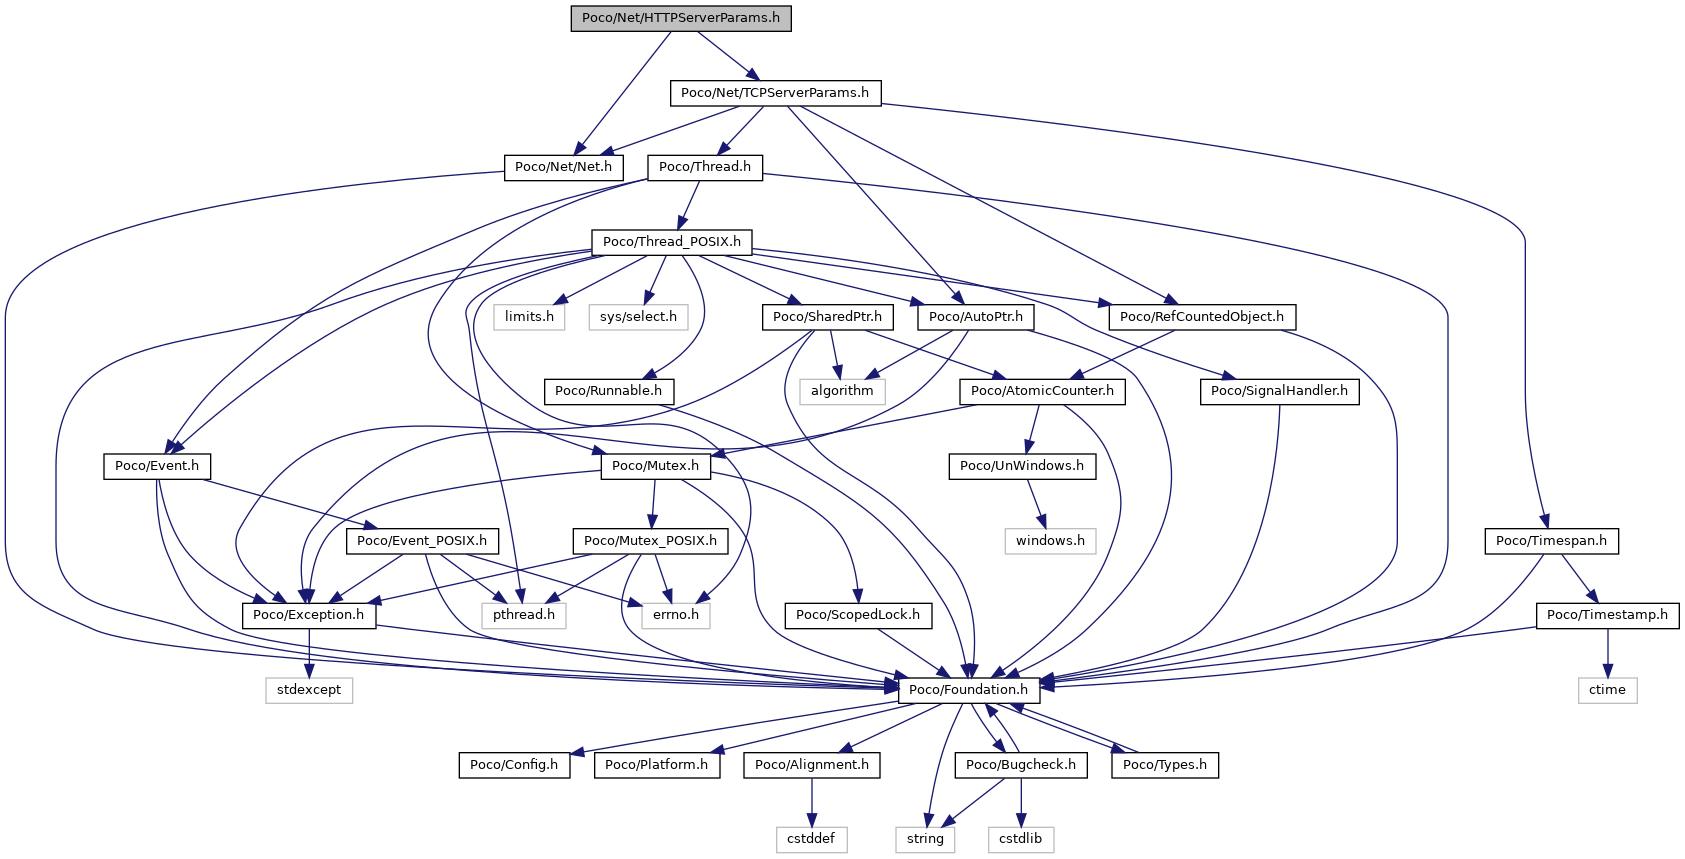 Poco/Net/HTTPServerParams.h
Poco/Net/TCPServerParams.h
Poco/Net/Net.h
Poco/Thread.h
Poco/Thread_POSIX.h
limits.h
sys/select.h
Poco/SharedPtr.h
Poco/AutoPtr.h
Poco/RefCountedObject.h
Poco/Runnable.h
algorithm
Poco/AtomicCounter.h
Poco/SignalHandler.h
Poco/Event.h
Poco/Mutex.h
Poco/UnWindows.h
Poco/Event_POSIX.h
Poco/Mutex_POSIX.h
windows.h
Poco/Timespan.h
Poco/Exception.h
pthread.h
errno.h
Poco/ScopedLock.h
Poco/Timestamp.h
stdexcept
Poco/Foundation.h
ctime
Poco/Config.h
Poco/Platform.h
Poco/Alignment.h
Poco/Bugcheck.h
Poco/Types.h
cstddef
string
cstdlib